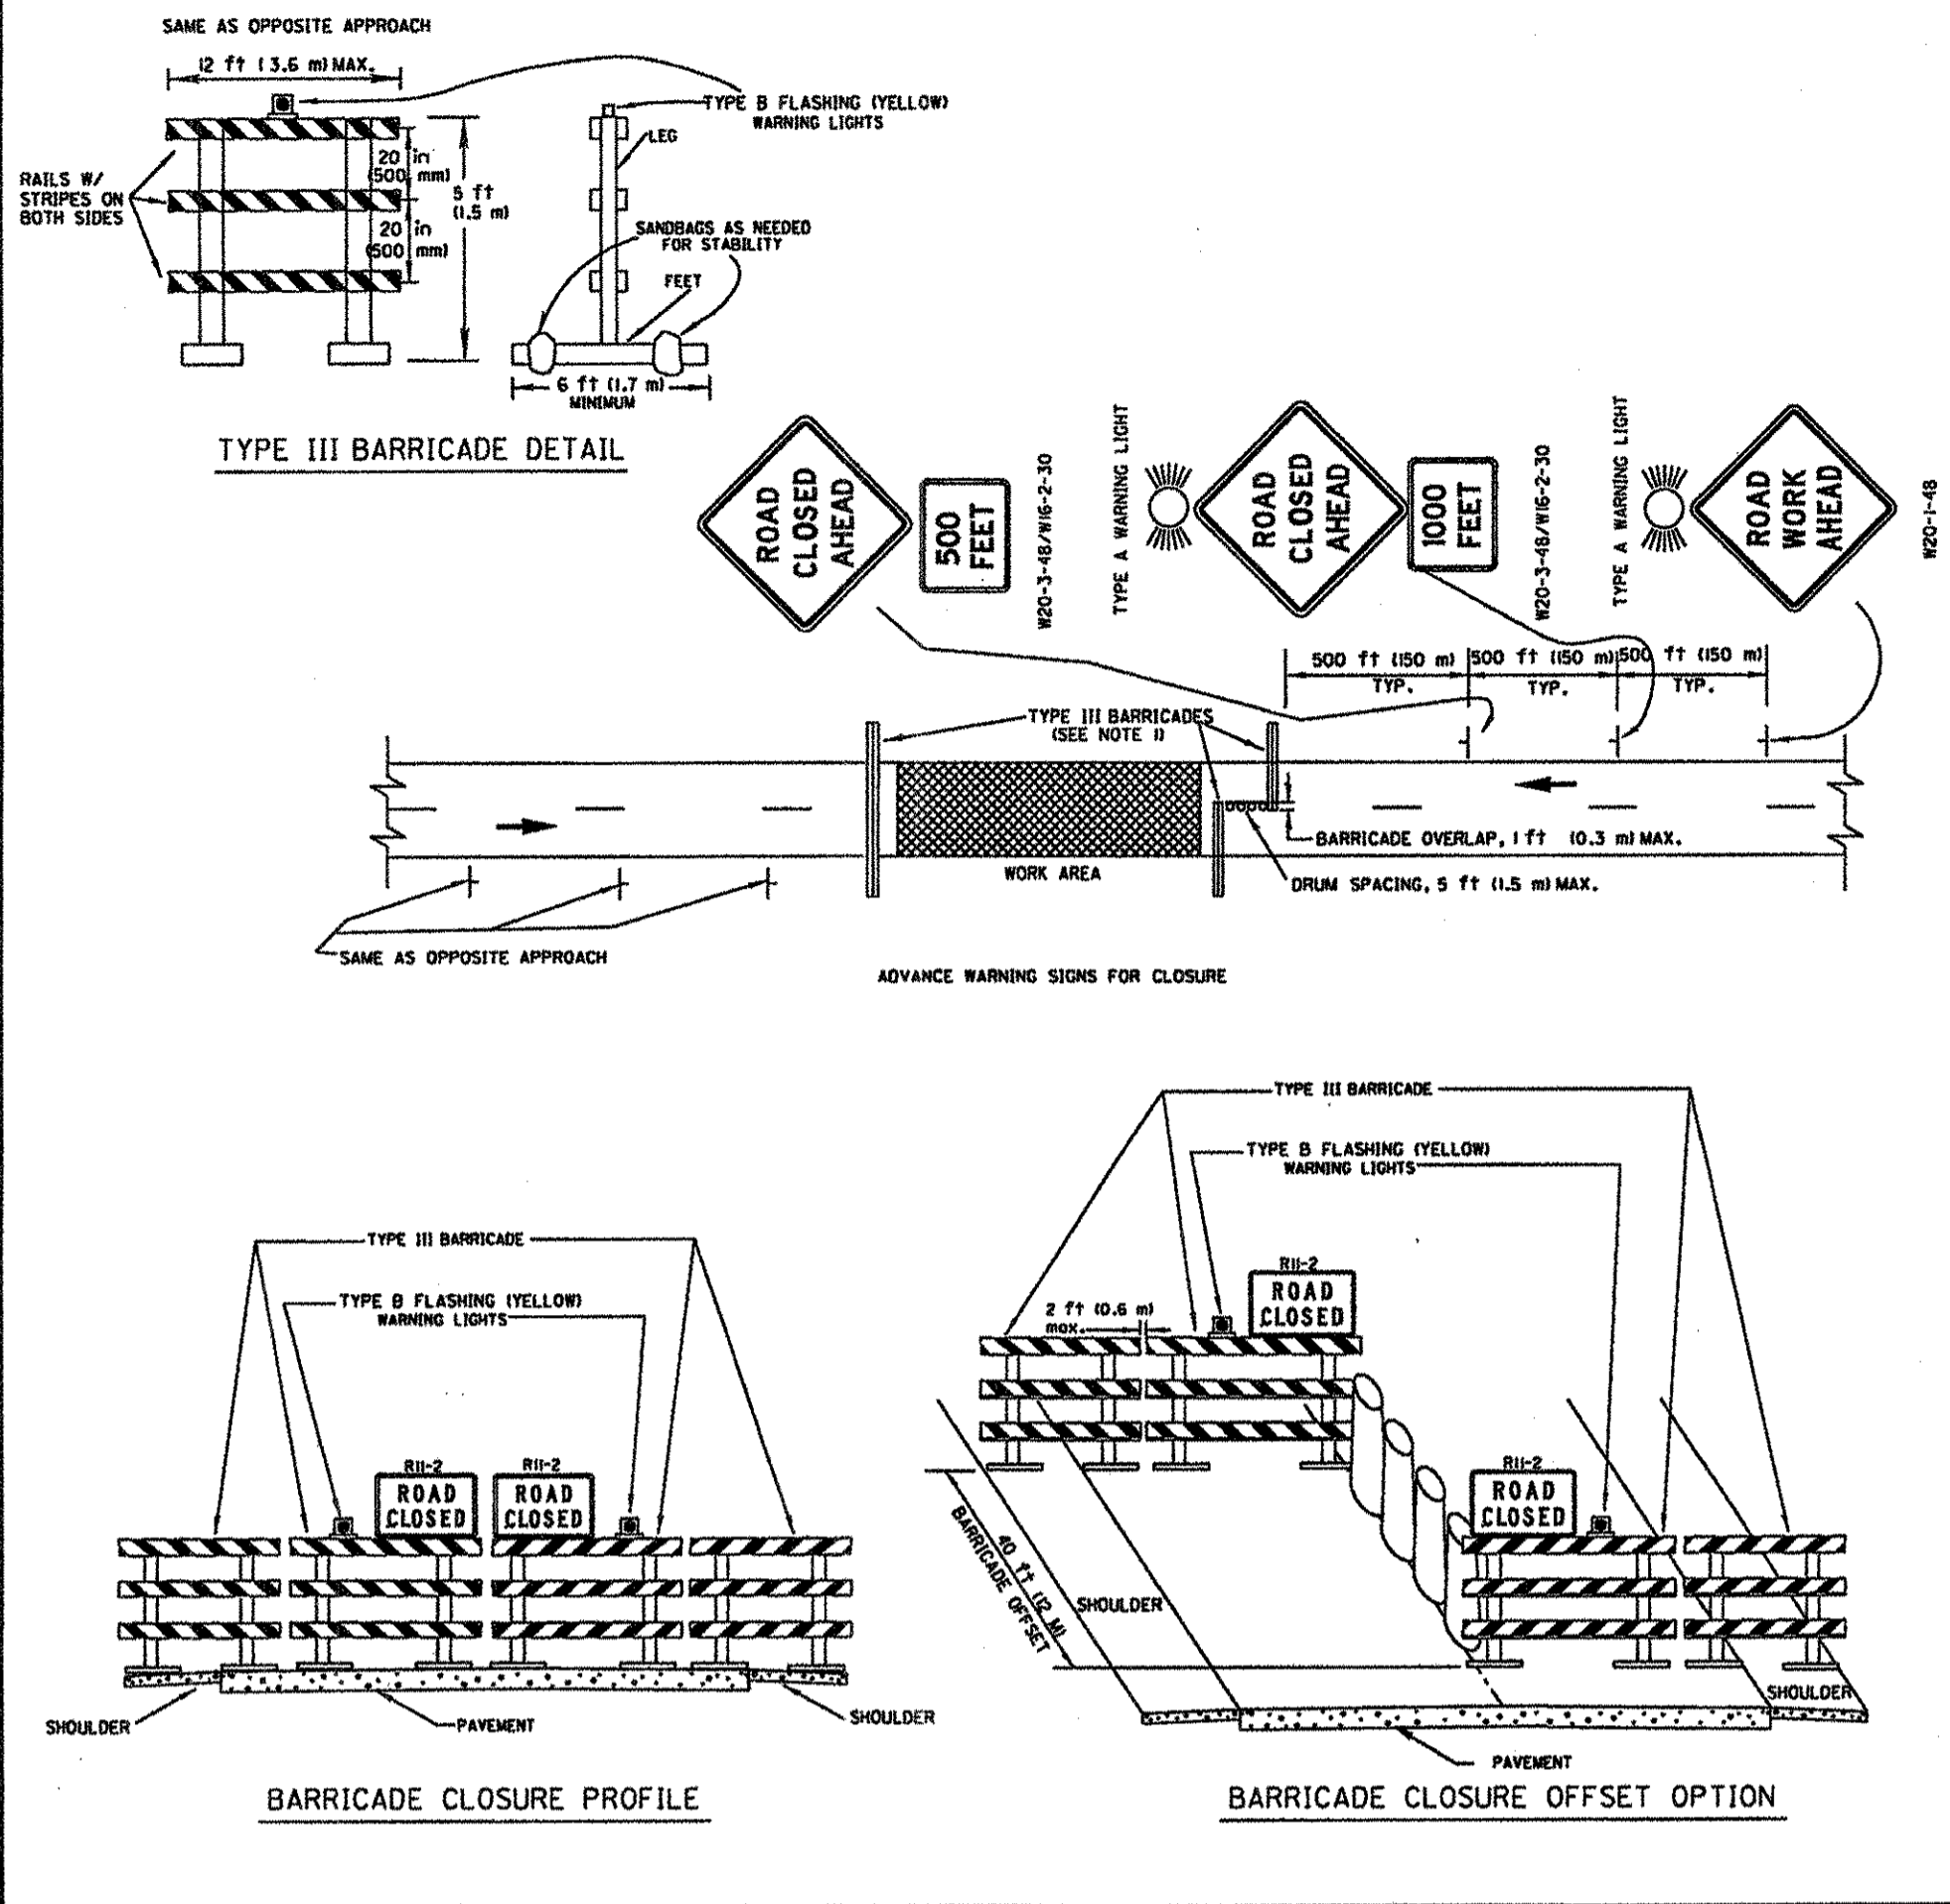 SAME AS OPPOSITE APPROACH
12 ft (3.6 m) MAX.
TYPE B FLASHING (YELLOW)
WARNING LIGHTS
LEG
20 in
(500 mm)
5 ft
(1.5 m)
RAILS W/
STRIPES ON
BOTH SIDES
20 in
(500 mm)
SANDBAGS AS NEEDED
FOR STABILITY
FEET
6 ft (1.7 m)
MINIMUM
TYPE III BARRICADE DETAIL
ROAD
CLOSED
AHEAD
500
FEET
W20-3-48/W16-2-30
TYPE A WARNING LIGHT
ROAD
CLOSED
AHEAD
1000
FEET
W20-3-48/W16-2-30
TYPE A WARNING LIGHT
ROAD
WORK
AHEAD
W20-1-48
500 ft (150 m)
TYP.
500 ft (150 m)
TYP.
500 ft (150 m)
TYP.
TYPE III BARRICADES
(SEE NOTE 1)
BARRICADE OVERLAP, 1 ft (0.3 m) MAX.
WORK AREA
DRUM SPACING, 5 ft (1.5 m) MAX.
SAME AS OPPOSITE APPROACH
ADVANCE WARNING SIGNS FOR CLOSURE
TYPE III BARRICADE
TYPE B FLASHING (YELLOW)
WARNING LIGHTS
R11-2
ROAD
CLOSED
R11-2
ROAD
CLOSED
SHOULDER
PAVEMENT
SHOULDER
BARRICADE CLOSURE PROFILE
TYPE III BARRICADE
TYPE B FLASHING (YELLOW)
WARNING LIGHTS
R11-2
ROAD
CLOSED
2 ft (0.6 m)
max.
R11-2
ROAD
CLOSED
40 ft (12 M)
BARRICADE OFFSET
SHOULDER
SHOULDER
PAVEMENT
BARRICADE CLOSURE OFFSET OPTION